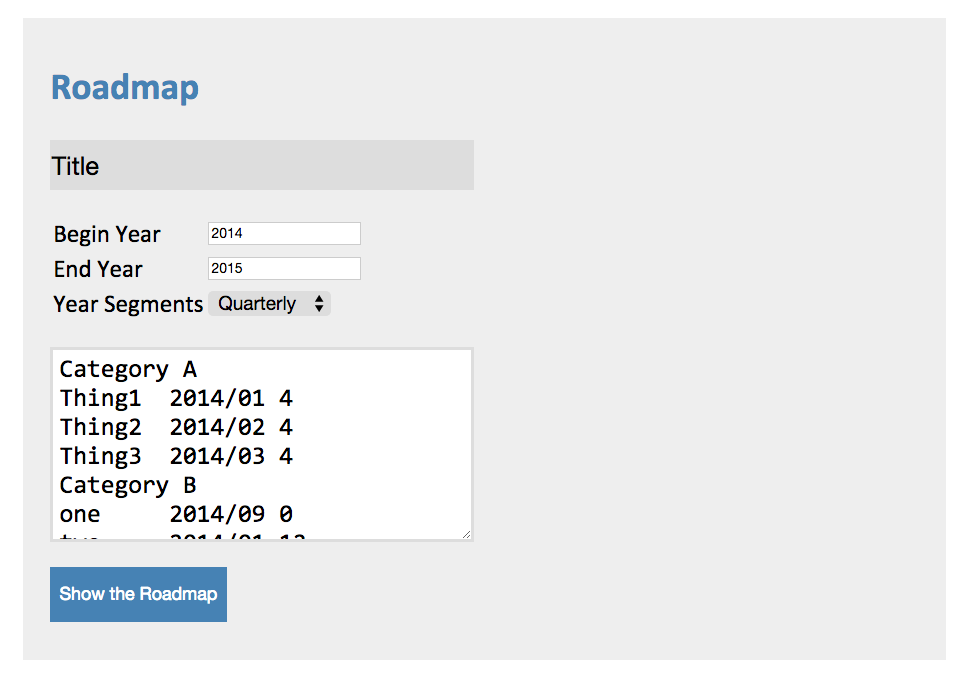 Roadmap
Title
Begin Year 2014
End Year 2015
Year Segments Quarterly
Category A
Thing1 2014/01 4
Thing2 2014/02 4
Thing3 2014/03 4
Category B
one 2014/09 0
Show the Roadmap